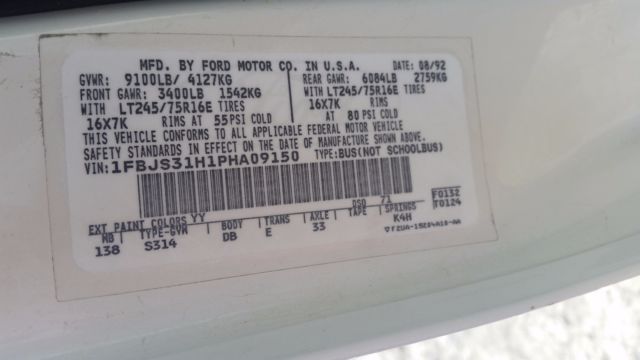 MFD. BY FORD MOTOR CO. IN U.S.A.
DATE: 08/92
GVWR: 9100LB/ 4127KG
FRONT GAWR: 3400LB 1542KG
REAR GAWR: 6084LB 2759KG
WITH LT245/75R16E TIRES
WITH LT245/75R16E TIRES
16X7K RIMS AT 55 PSI COLD
16X7K RIMS AT 80 PSI COLD
THIS VEHICLE CONFORMS TO ALL APPLICABLE FEDERAL MOTOR VEHICLE
SAFETY STANDARDS IN EFFECT ON THE DATE OF MANUFACTURE SHOWN ABOVE.
VIN: 1FBJS31H1PHA09150 TYPE: BUS(NOT SCHOOLBUS)
F0132
T0124
EXT PAINT COLORS YY DSO 71
WB TYPE-GVM BODY TRANS AXLE TAPE SPRINGS
138 S314 DB E 33 K4H